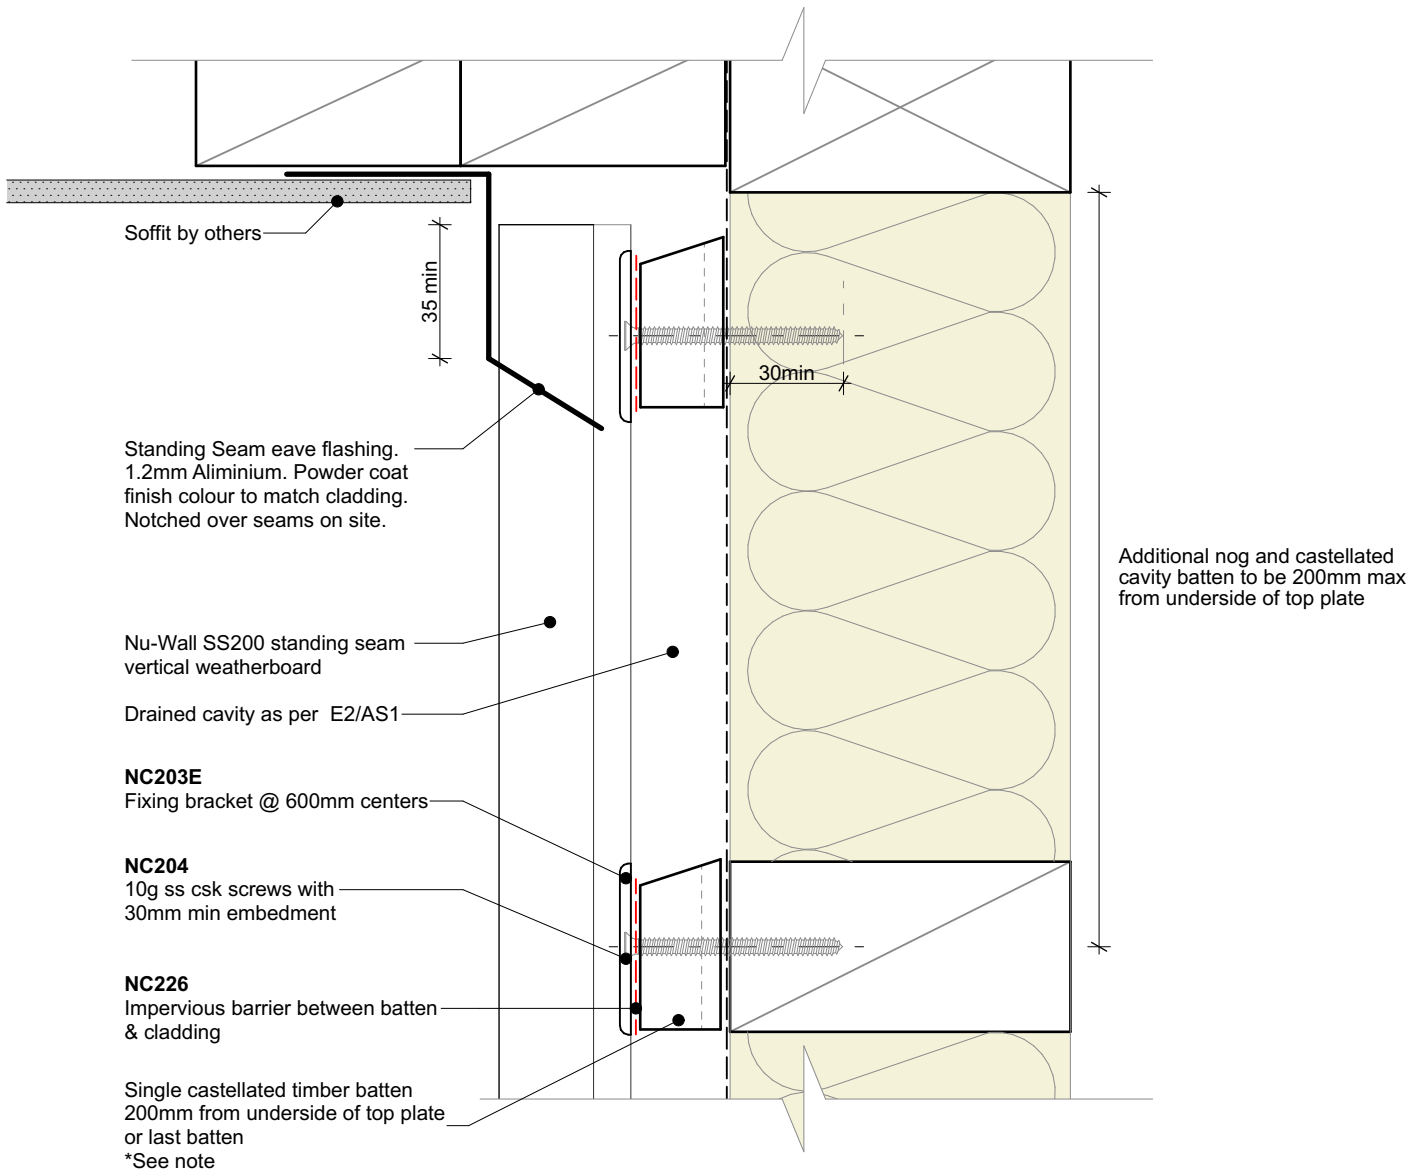 Soffit by others
35 min
30min
Standing Seam eave flashing.
1.2mm Aliminium. Powder coat
finish colour to match cladding.
Notched over seams on site.
Additional nog and castellated
cavity batten to be 200mm max
from underside of top plate
Nu-Wall SS200 standing seam
vertical weatherboard
Drained cavity as per E2/AS1
NC203E
Fixing bracket @ 600mm centers
NC204
10g ss csk screws with
30mm min embedment
NC226
Impervious barrier between batten
& cladding
Single castellated timber batten
200mm from underside of top plate
or last batten
*See note